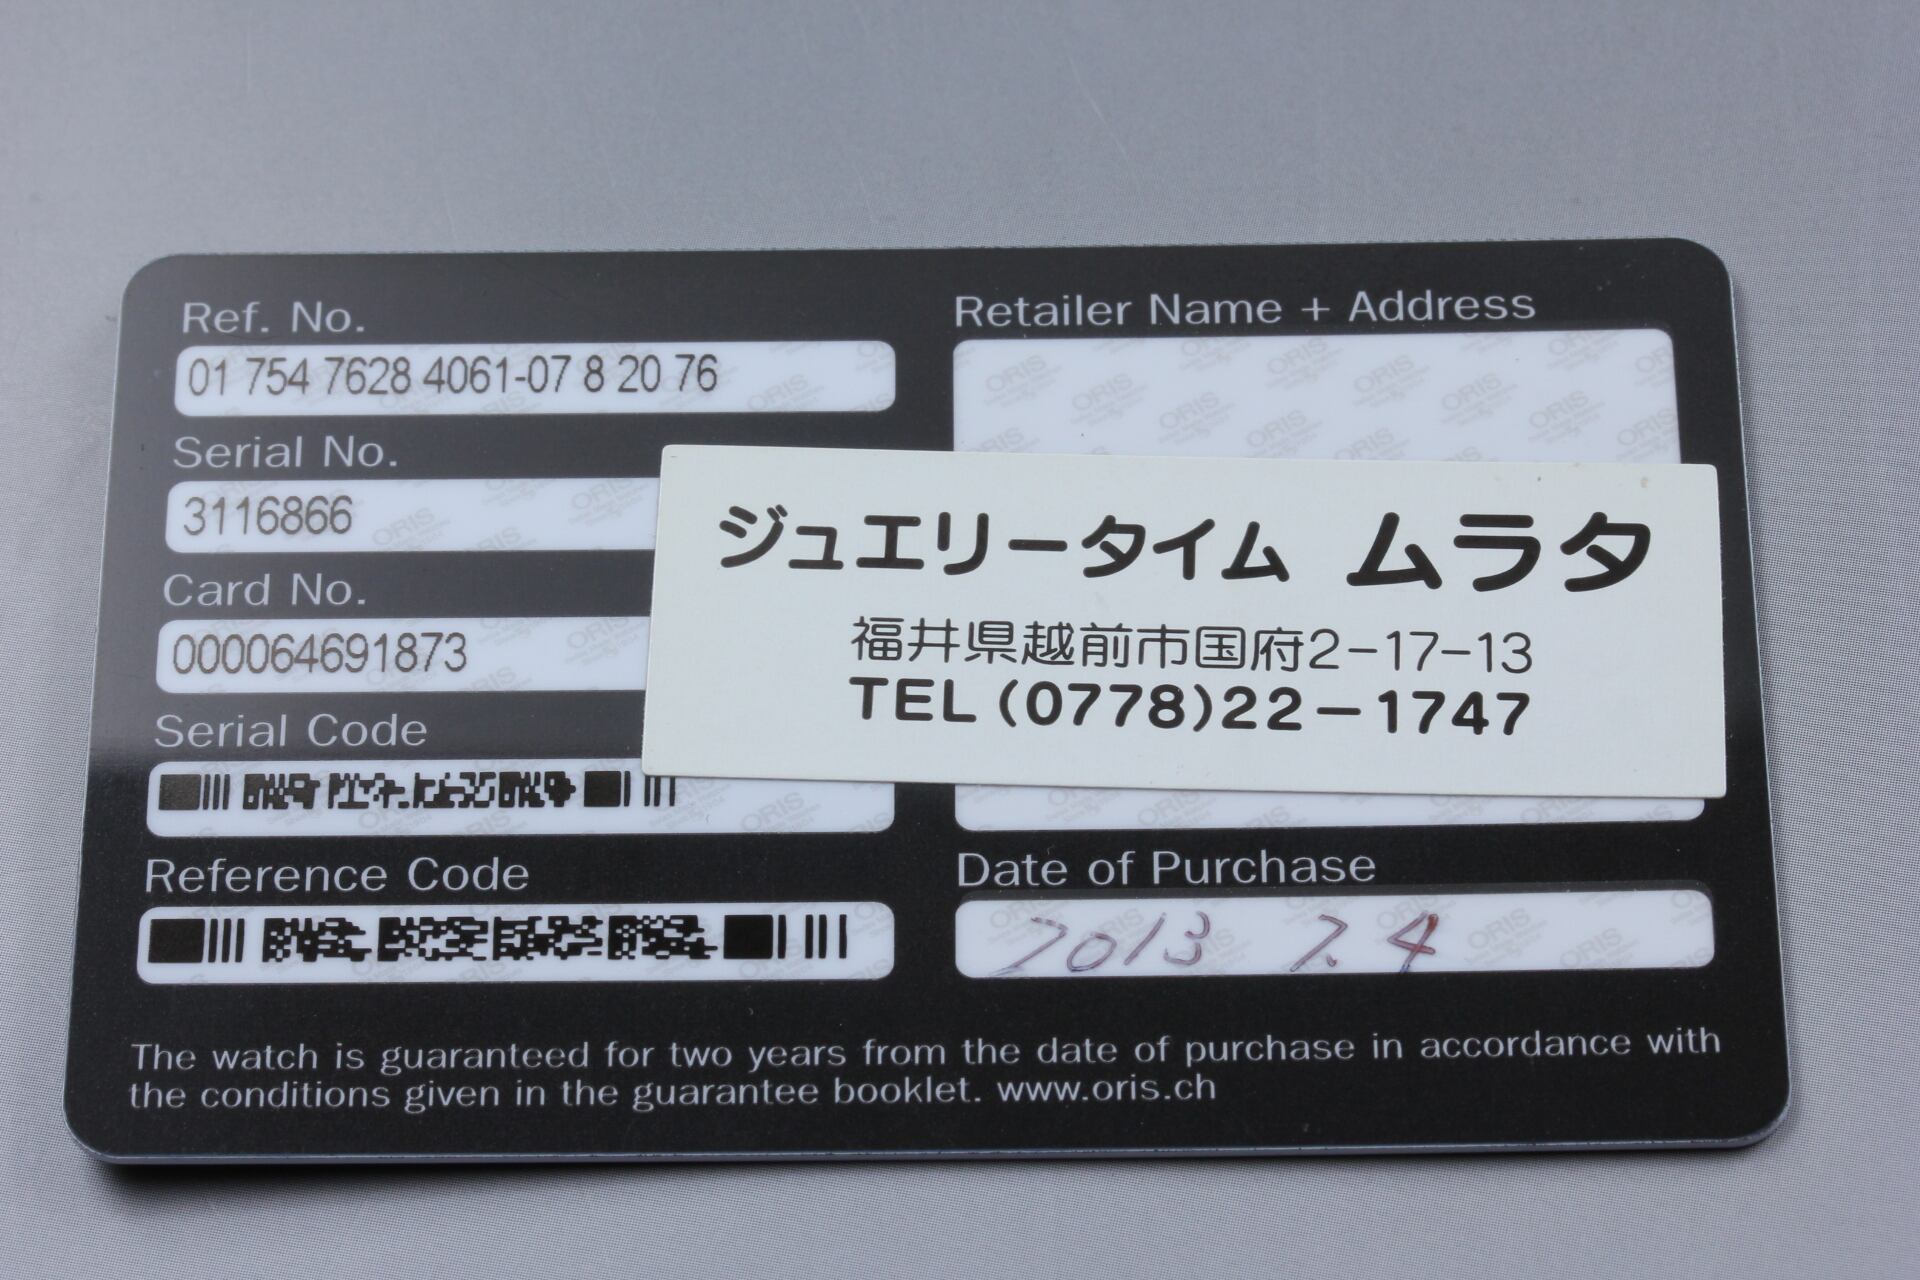 Ref. No.
01 754 7628 4061-07 8 20 76
Serial No.
3116866
Card No.
000064691873
Serial Code
Reference Code
Retailer Name + Address
ジュエリータイム ムラタ
福井県越前市国府2-17-13
TEL(0778)22-1747
Date of Purchase
2013 7.4
The watch is guaranteed for two years from the date of purchase in accordance with
the conditions given in the guarantee booklet. www.oris.ch